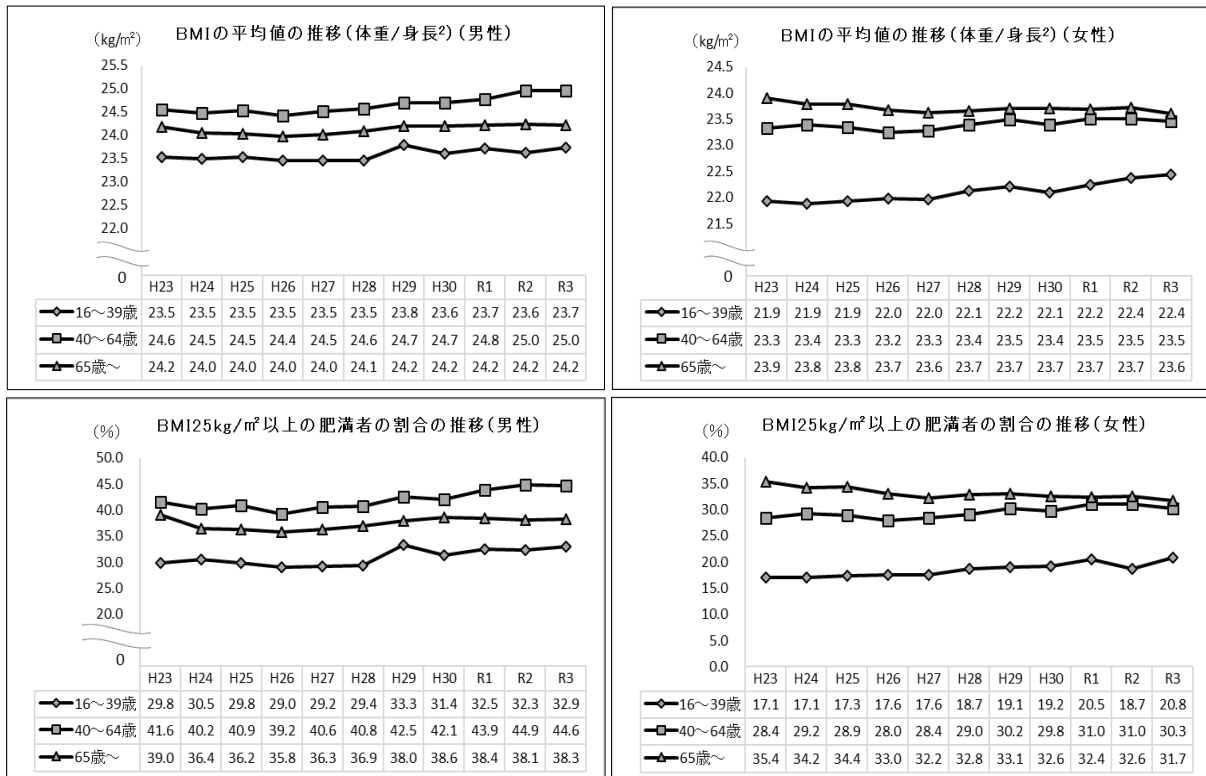 BMIの平均値の推移(体重/身長²)(男性)
(kg/㎡)
25.5
25.0
24.5
24.0
23.5
23.0
22.5
22.0
0
H23 H24 H25 H26 H27 H28 H29 H30 R1 R2 R3
16～39歳 23.5 23.5 23.5 23.5 23.5 23.5 23.8 23.6 23.7 23.6 23.7
40～64歳 24.6 24.5 24.5 24.4 24.5 24.6 24.7 24.7 24.8 25.0 25.0
65歳～ 24.2 24.0 24.0 24.0 24.0 24.1 24.2 24.2 24.2 24.2 24.2
BMIの平均値の推移(体重/身長²)(女性)
(kg/㎡)
24.5
24.0
23.5
23.0
22.5
22.0
21.5
0
H23 H24 H25 H26 H27 H28 H29 H30 R1 R2 R3
16～39歳 21.9 21.9 21.9 22.0 22.0 22.1 22.2 22.1 22.2 22.4 22.4
40～64歳 23.3 23.4 23.3 23.2 23.3 23.4 23.5 23.4 23.5 23.5 23.5
65歳～ 23.9 23.8 23.8 23.7 23.6 23.7 23.7 23.7 23.7 23.7 23.6
BMI25kg/㎡以上の肥満者の割合の推移(男性)
(%)
50.0
45.0
40.0
35.0
30.0
25.0
20.0
0
H23 H24 H25 H26 H27 H28 H29 H30 R1 R2 R3
16～39歳 29.8 30.5 29.8 29.0 29.2 29.4 33.3 31.4 32.5 32.3 32.9
40～64歳 41.6 40.2 40.9 39.2 40.6 40.8 42.5 42.1 43.9 44.9 44.6
65歳～ 39.0 36.4 36.2 35.8 36.3 36.9 38.0 38.6 38.4 38.1 38.3
BMI25kg/㎡以上の肥満者の割合の推移(女性)
(%)
40.0
35.0
30.0
25.0
20.0
15.0
10.0
5.0
0.0
H23 H24 H25 H26 H27 H28 H29 H30 R1 R2 R3
16～39歳 17.1 17.1 17.3 17.6 17.6 18.7 19.1 19.2 20.5 18.7 20.8
40～64歳 28.4 29.2 28.9 28.0 28.4 29.0 30.2 29.8 31.0 31.0 30.3
65歳～ 35.4 34.2 34.4 33.0 32.2 32.8 33.1 32.6 32.4 32.6 31.7